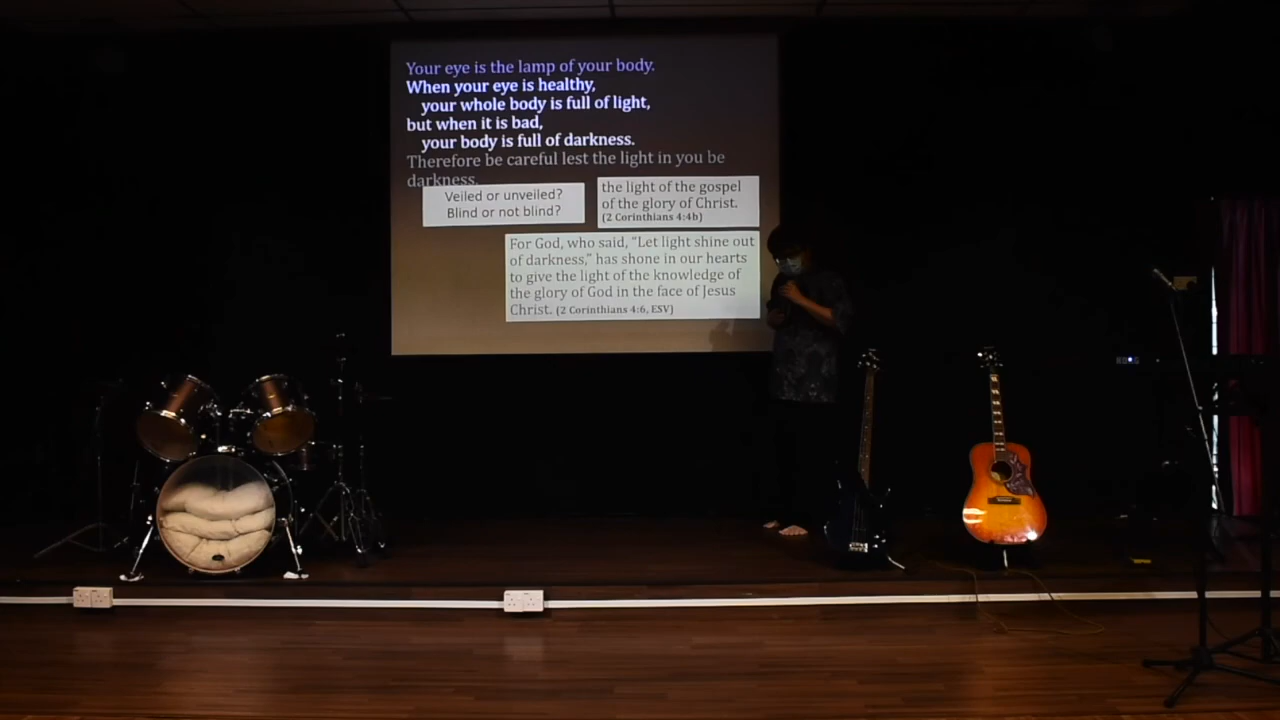 Your eye is the lamp of your body.
When your eye is healthy,
your whole body is full of light,
but when it is bad,
your body is full of darkness.
Therefore be careful lest the light in you be
darkness.
Veiled or unveiled?
Blind or not blind?
the light of the gospel
of the glory of Christ.
(2 Corinthians 4:4b)
For God, who said, “Let light shine out
of darkness,” has shone in our hearts
to give the light of the knowledge of
the glory of God in the face of Jesus
Christ. (2 Corinthians 4:6, ESV)